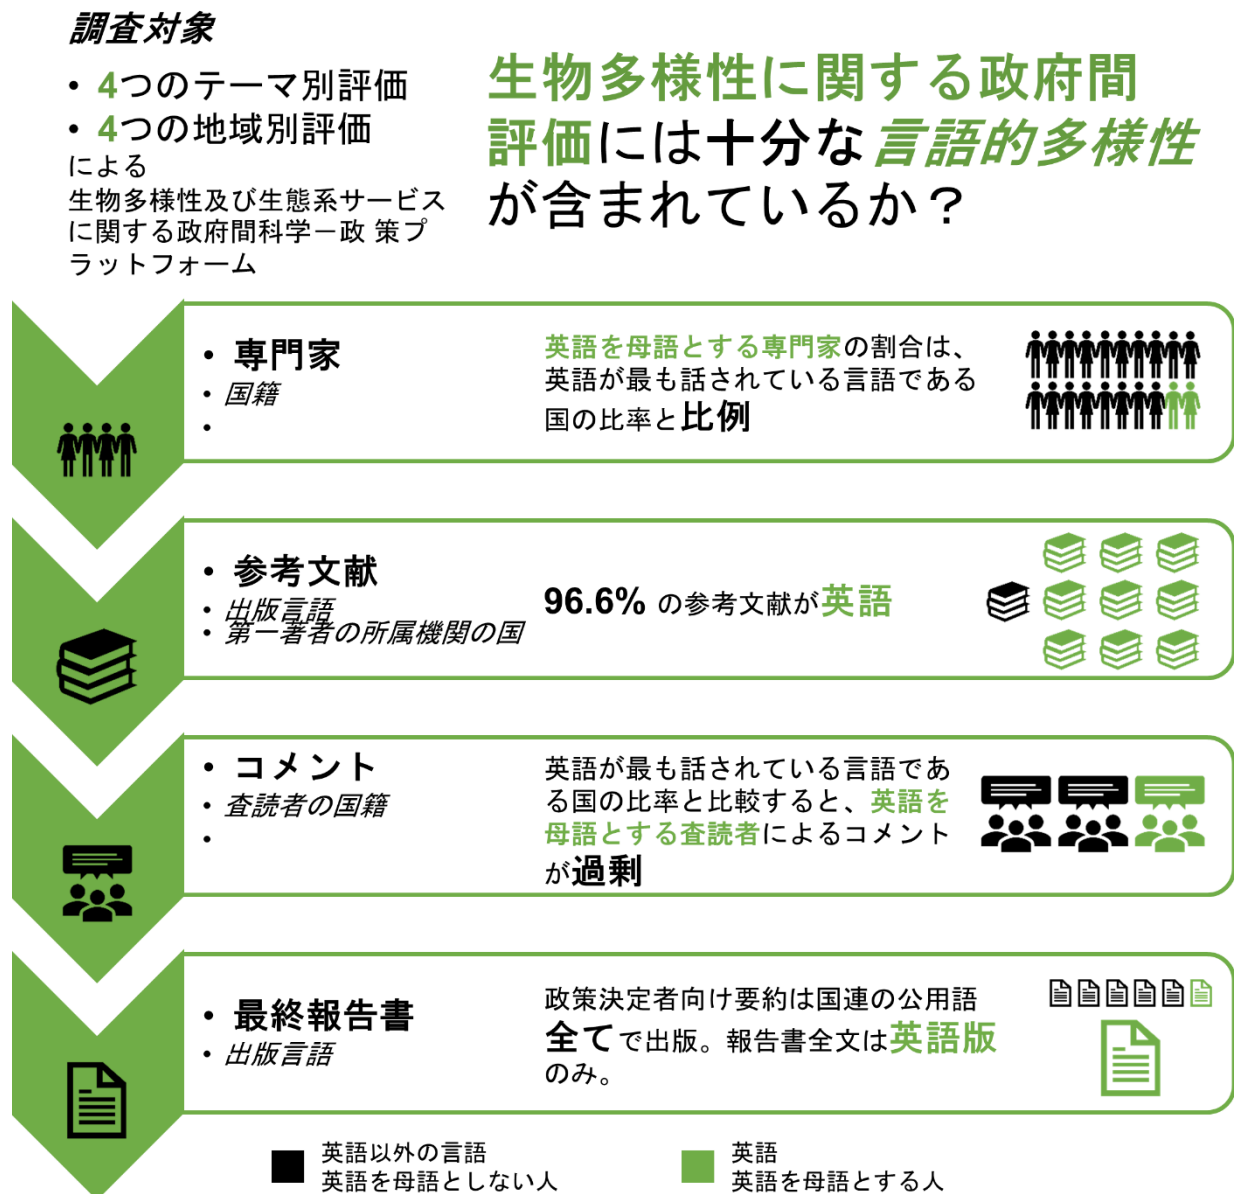 調査対象
• 4つのテーマ別評価
• 4つの地域別評価
による
生物多様性及び生態系サービス
に関する政府間科学－政 策プ
ラットフォーム
生物多様性に関する政府間
評価には十分な言語的多様性
が含まれているか？
• 専門家
• 国籍
•
英語を母語とする専門家の割合は、
英語が最も話されている言語である
国の比率と比例
• 参考文献
• 出版言語
• 第一著者の所属機関の国
96.6% の参考文献が英語
• コメント
• 査読者の国籍
•
英語が最も話されている言語であ
る国の比率と比較すると、英語を
母語とする査読者によるコメント
が過剰
• 最終報告書
• 出版言語
政策決定者向け要約は国連の公用語
全てで出版。報告書全文は英語版
のみ。
英語以外の言語
英語を母語としない人
英語
英語を母語とする人